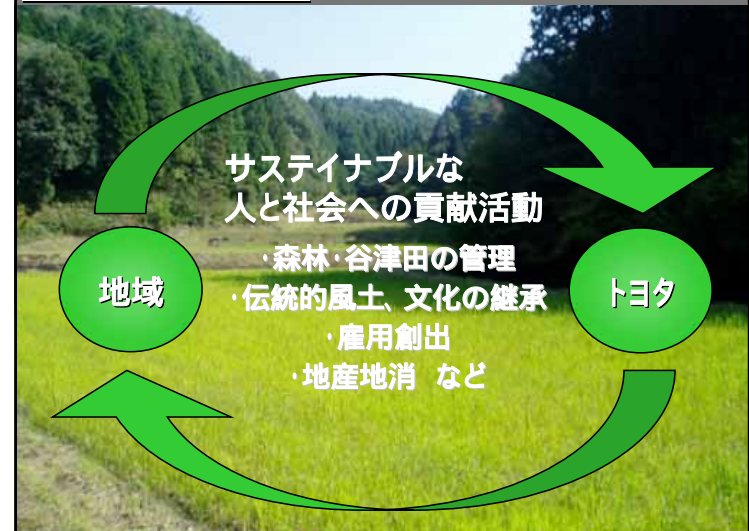 サステイナブルな
人と社会への貢献活動
・森林・谷津田の管理
・伝統的風土、文化の継承
・雇用創出
・地産地消　など
地域
トヨタ